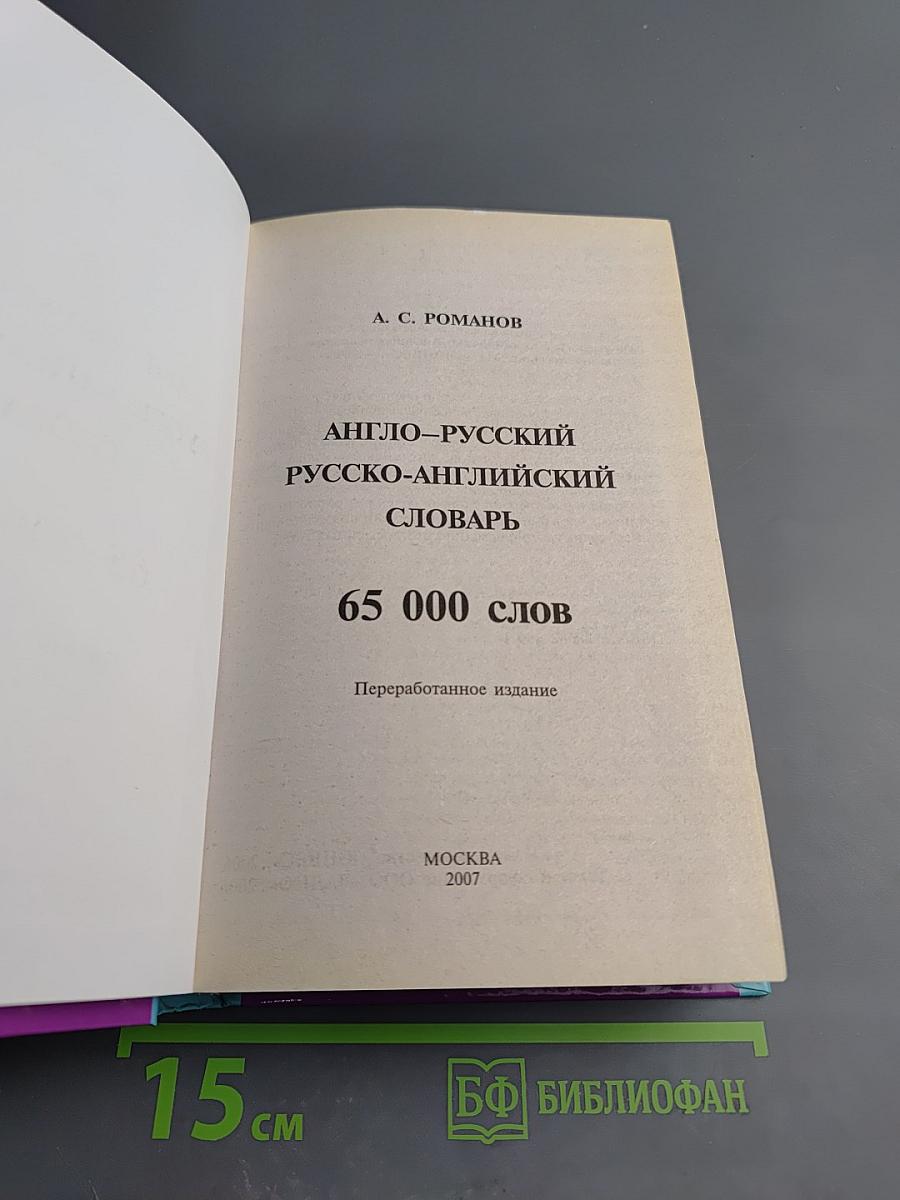 А. С. РОМАНОВ
АНГЛО–РУССКИЙ
РУССКО-АНГЛИЙСКИЙ
СЛОВАРЬ
65 000 слов
Переработанное издание
МОСКВА
2007
15 см
БФ БИБЛИОФАН